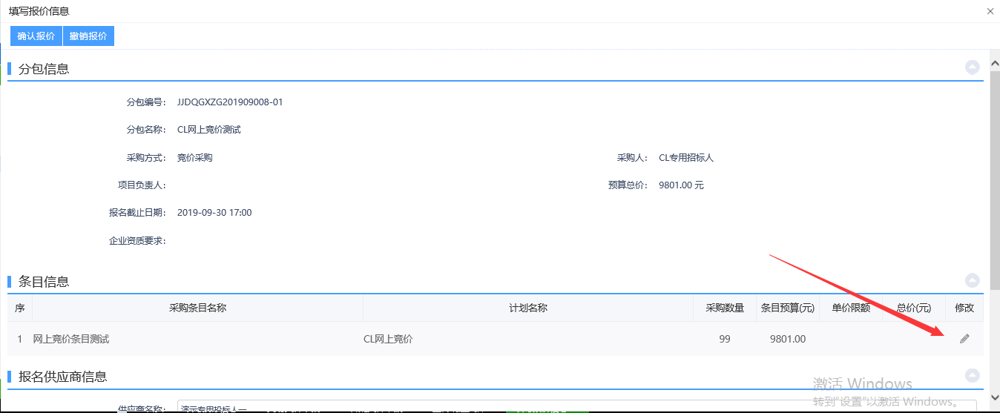 填写报价信息
确认报价 撤销报价
分包信息
分包编号: JJDQGXZG201909008-01
分包名称: CL网上竞价测试
采购方式: 竞价采购 采购人: CL专用招标人
项目负责人: 预算总价: 9801.00 元
报名截止日期: 2019-09-30 17:00
企业资质要求:
条目信息
序 采购条目名称 计划名称 采购数量 条目预算(元) 单价限额 总价(元) 修改
1 网上竞价条目测试 CL网上竞价 99 9801.00
报名供应商信息
激活 Windows
转到"设置"以激活 Windows。
供应商名称: 演示专用投标人一